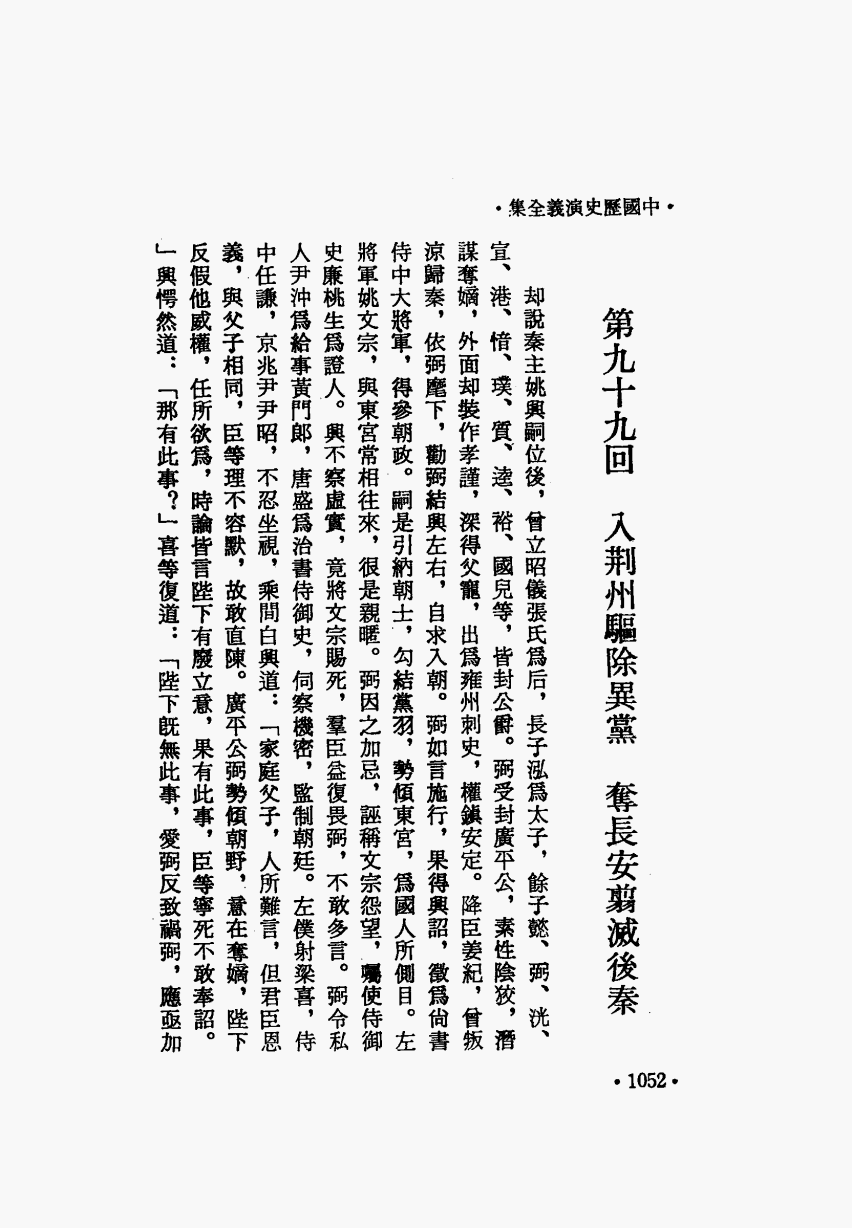 •中國歷史演義全集•
第九十九回　入荆州驅除異黨　奪長安翦滅後秦
却說秦主姚興嗣位後，曾立昭儀張氏爲后，長子泓爲太子，餘子懿、弼、洸、
宣、港、愔、璞、質、逵、裕、國兒等，皆封公爵。弼受封廣平公，素性陰狡，潛
謀奪嫡，外面却裝作孝謹，深得父寵，出爲雍州刺史，權鎭安定。降臣姜紀，曾叛
涼歸秦，依弼麾下，勸弼結興左右，自求入朝。弼如言施行，果得興詔，徵爲尙書
侍中大將軍，得參朝政。嗣是引納朝士，勾結黨羽，勢傾東宮，爲國人所側目。左
將軍姚文宗，與東宮常相往來，很是親暱。弼因之加忌，誣稱文宗怨望，囑使侍御
史廉桃生爲證人。興不察虛實，竟將文宗賜死，羣臣益復畏弼，不敢多言。弼令私
人尹沖爲給事黃門郎，唐盛爲治書侍御史，伺察機密，監制朝廷。左僕射梁喜，侍
中任謙，京兆尹尹昭，不忍坐視，乘間白興道：「家庭父子，人所難言，但君臣恩
義，與父子相同，臣等理不容默，故敢直陳。廣平公弼勢傾朝野，意在奪嫡，陛下
反假他威權，任所欲爲，時論皆言陛下有廢立意，果有此事，臣等寧死不敢奉詔。
」興愕然道：「那有此事？」喜等復道：「陛下旣無此事，愛弼反致禍弼，應亟加
•1052•